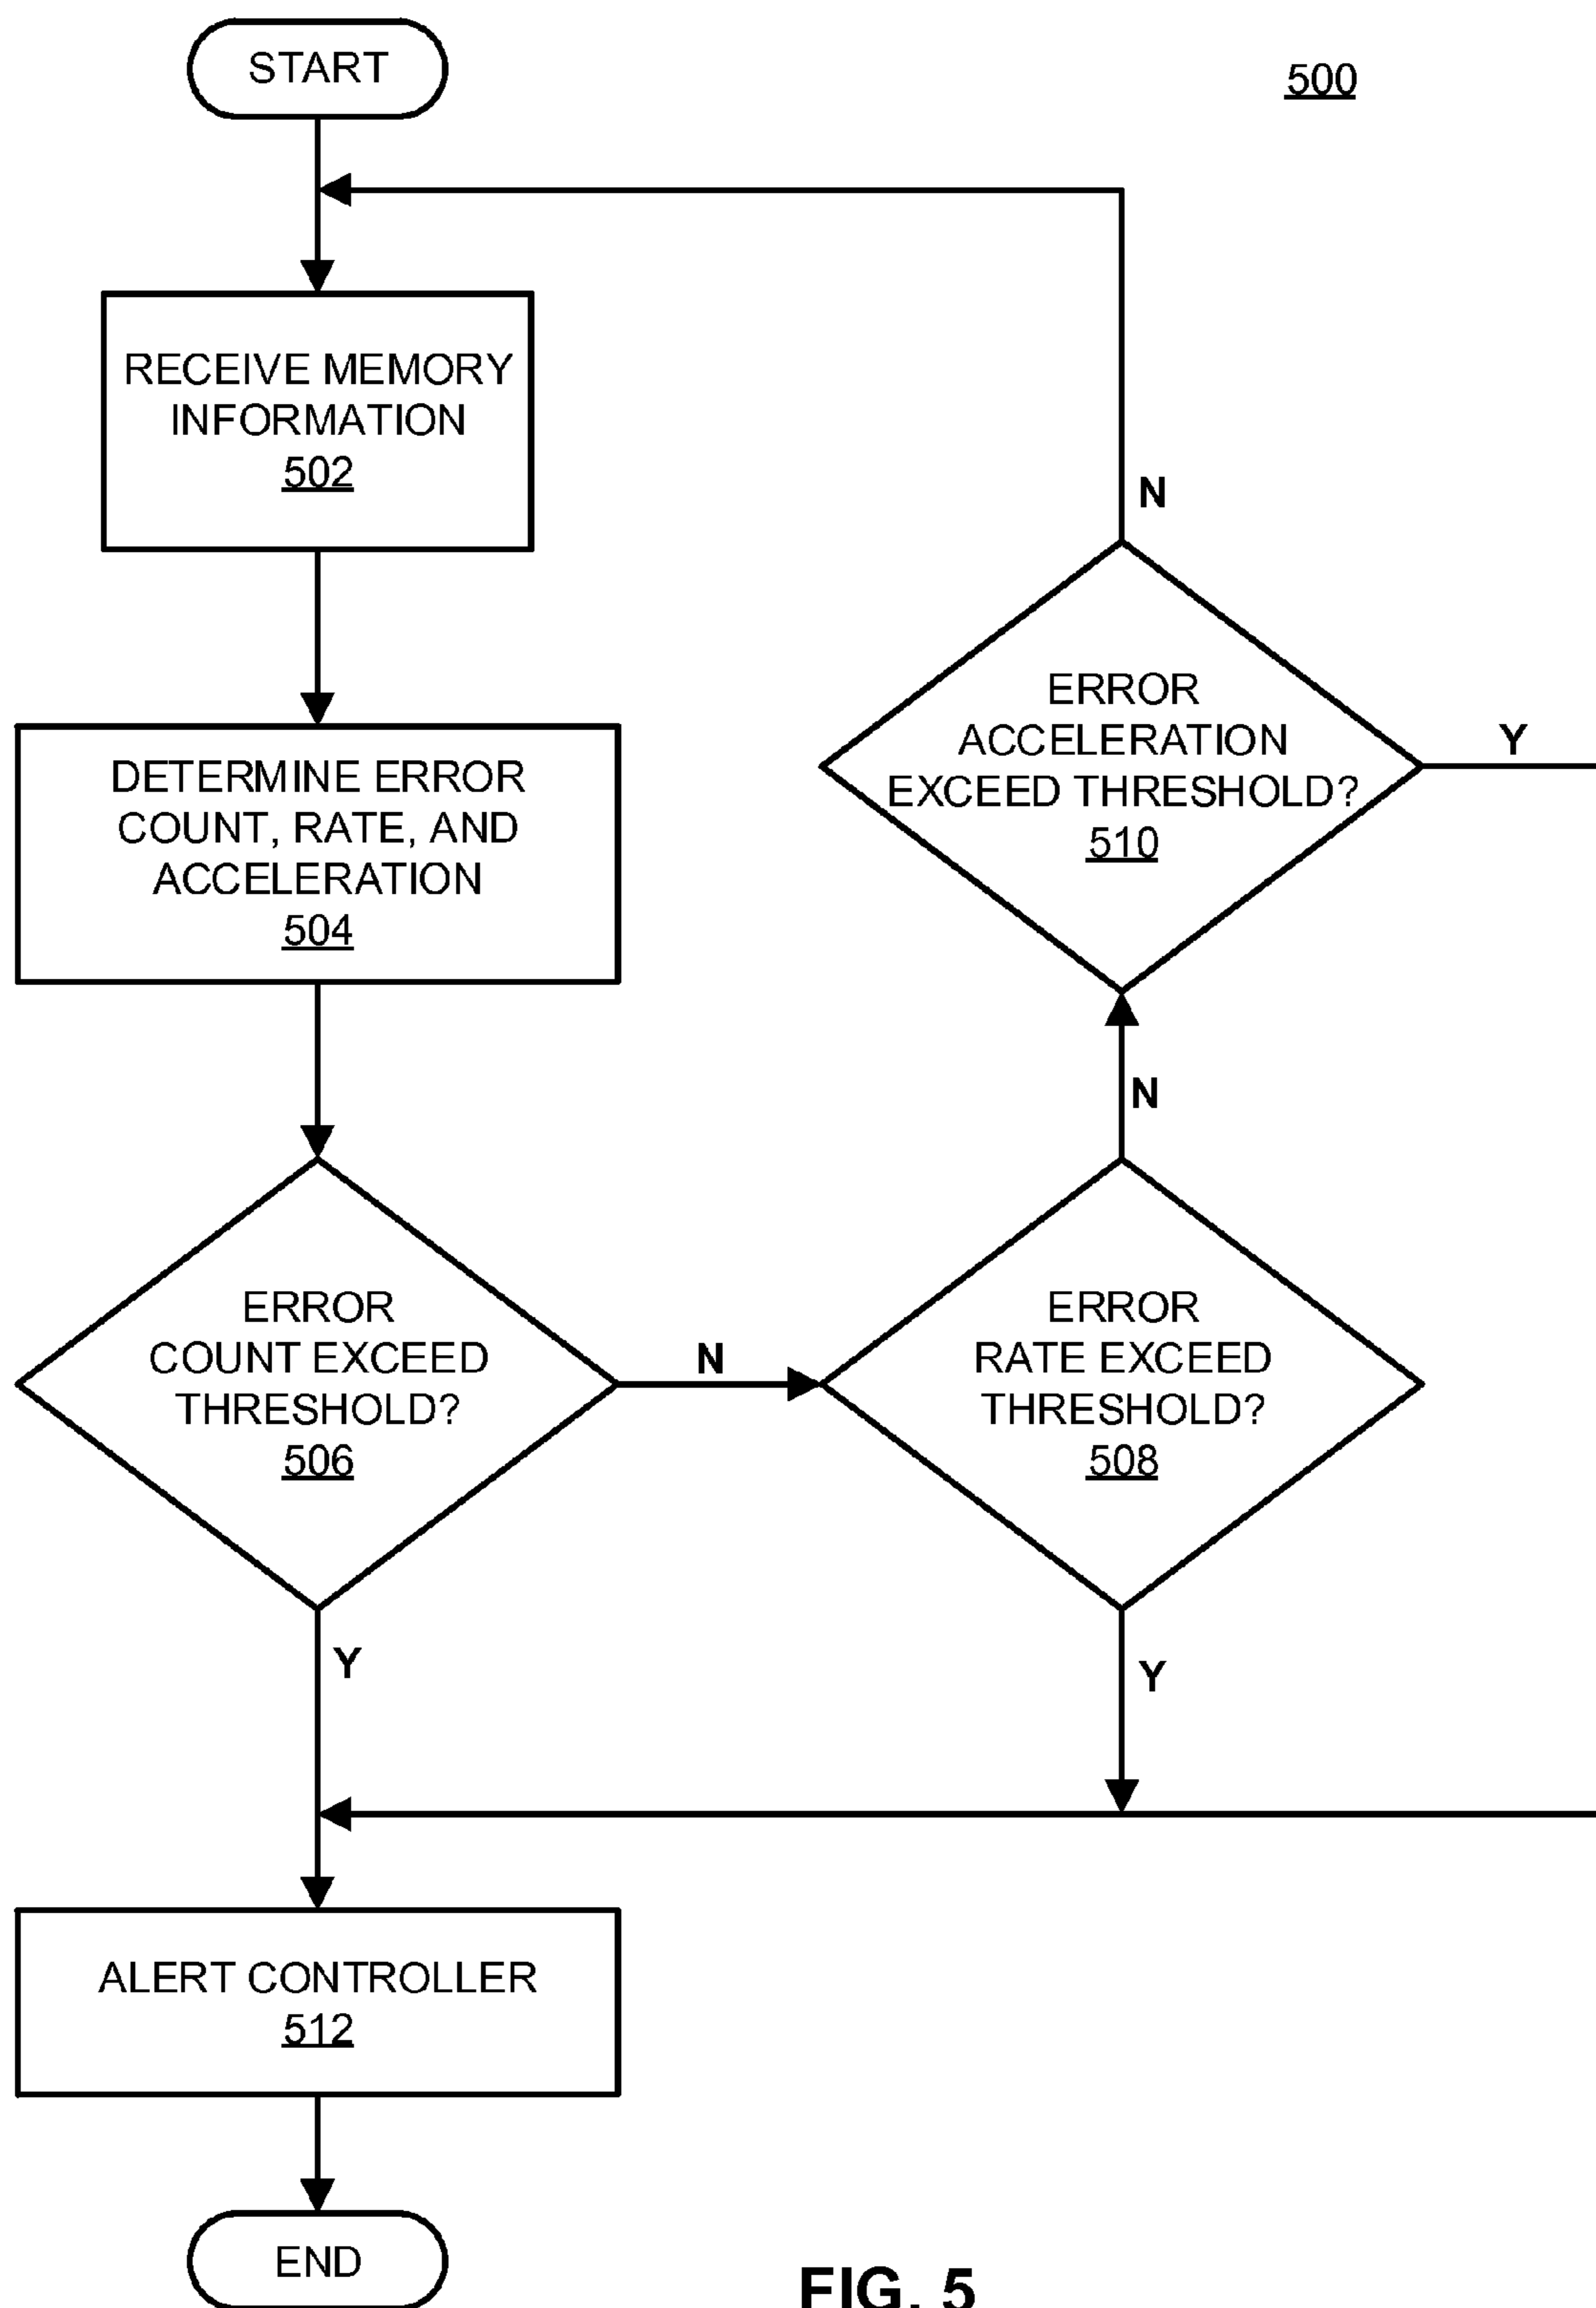 START
500
RECEIVE MEMORY
INFORMATION
502
DETERMINE ERROR
COUNT, RATE, AND
ACCELERATION
504
N
ERROR
ACCELERATION
EXCEED THRESHOLD?
510
Y
N
ERROR
COUNT EXCEED
THRESHOLD?
506
N
ERROR
RATE EXCEED
THRESHOLD?
508
Y
Y
ALERT CONTROLLER
512
END
FIG. 5